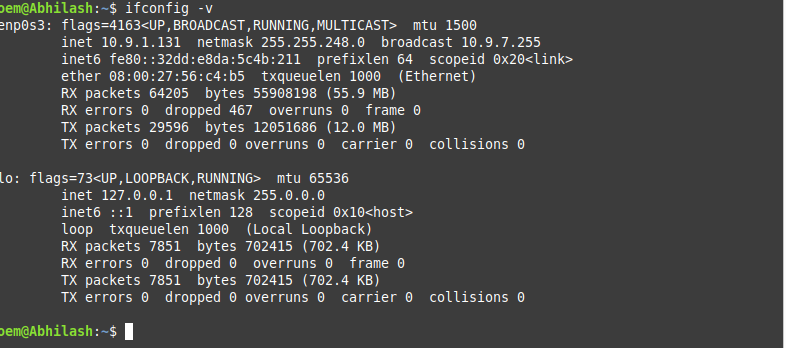 oem@Abhilash:~$ ifconfig -v
enp0s3: flags=4163<UP,BROADCAST,RUNNING,MULTICAST>  mtu 1500
        inet 10.9.1.131  netmask 255.255.248.0  broadcast 10.9.7.255
        inet6 fe80::32dd:e8da:5c4b:211  prefixlen 64  scopeid 0x20<link>
        ether 08:00:27:56:c4:b5  txqueuelen 1000  (Ethernet)
        RX packets 64205  bytes 55908198 (55.9 MB)
        RX errors 0  dropped 467  overruns 0  frame 0
        TX packets 29596  bytes 12051686 (12.0 MB)
        TX errors 0  dropped 0 overruns 0  carrier 0  collisions 0

lo: flags=73<UP,LOOPBACK,RUNNING>  mtu 65536
        inet 127.0.0.1  netmask 255.0.0.0
        inet6 ::1  prefixlen 128  scopeid 0x10<host>
        loop  txqueuelen 1000  (Local Loopback)
        RX packets 7851  bytes 702415 (702.4 KB)
        RX errors 0  dropped 0  overruns 0  frame 0
        TX packets 7851  bytes 702415 (702.4 KB)
        TX errors 0  dropped 0 overruns 0  carrier 0  collisions 0

oem@Abhilash:~$